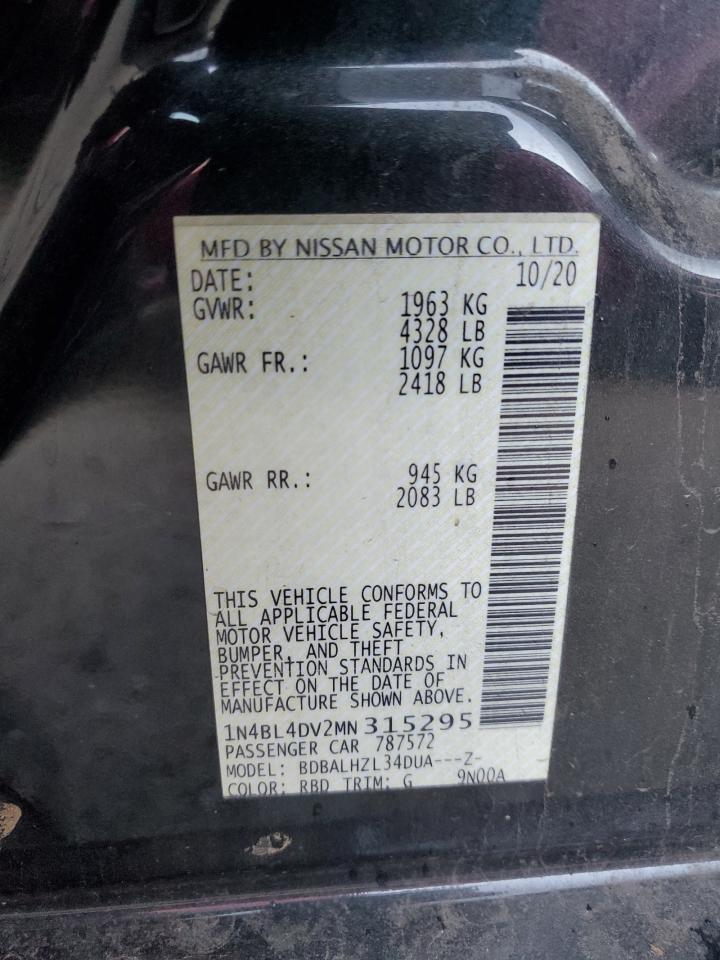 MFD BY NISSAN MOTOR CO., LTD.
DATE: 10/20
GVWR: 1963 KG
4328 LB
GAWR FR.: 1097 KG
2418 LB
GAWR RR.: 945 KG
2083 LB
THIS VEHICLE CONFORMS TO
ALL APPLICABLE FEDERAL
MOTOR VEHICLE SAFETY,
BUMPER, AND THEFT
PREVENTION STANDARDS IN
EFFECT ON THE DATE OF
MANUFACTURE SHOWN ABOVE.
1N4BL4DV2MN315295
PASSENGER CAR 787572
MODEL: BDBALHZL34DUA---Z-
COLOR: RBD TRIM: G 9N00A